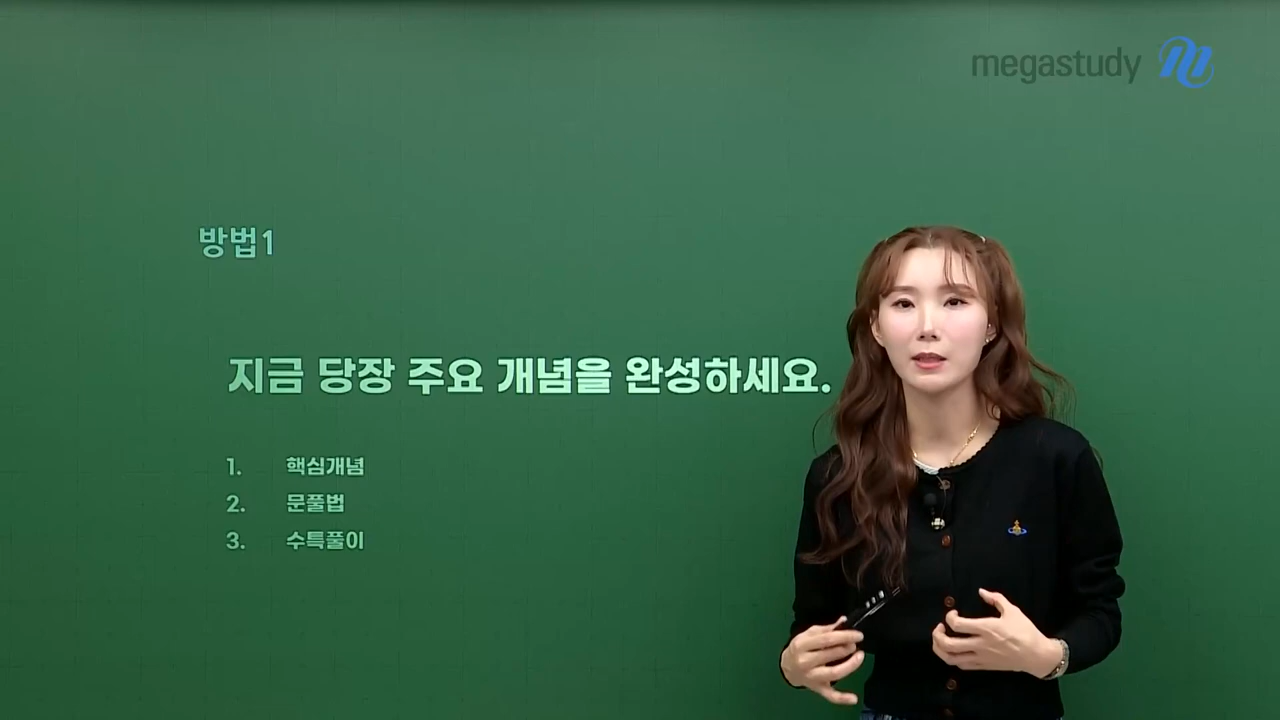 megastudy
방법1
지금 당장 주요 개념을 완성하세요.
1. 핵심개념
2. 문풀법
3. 수특풀이